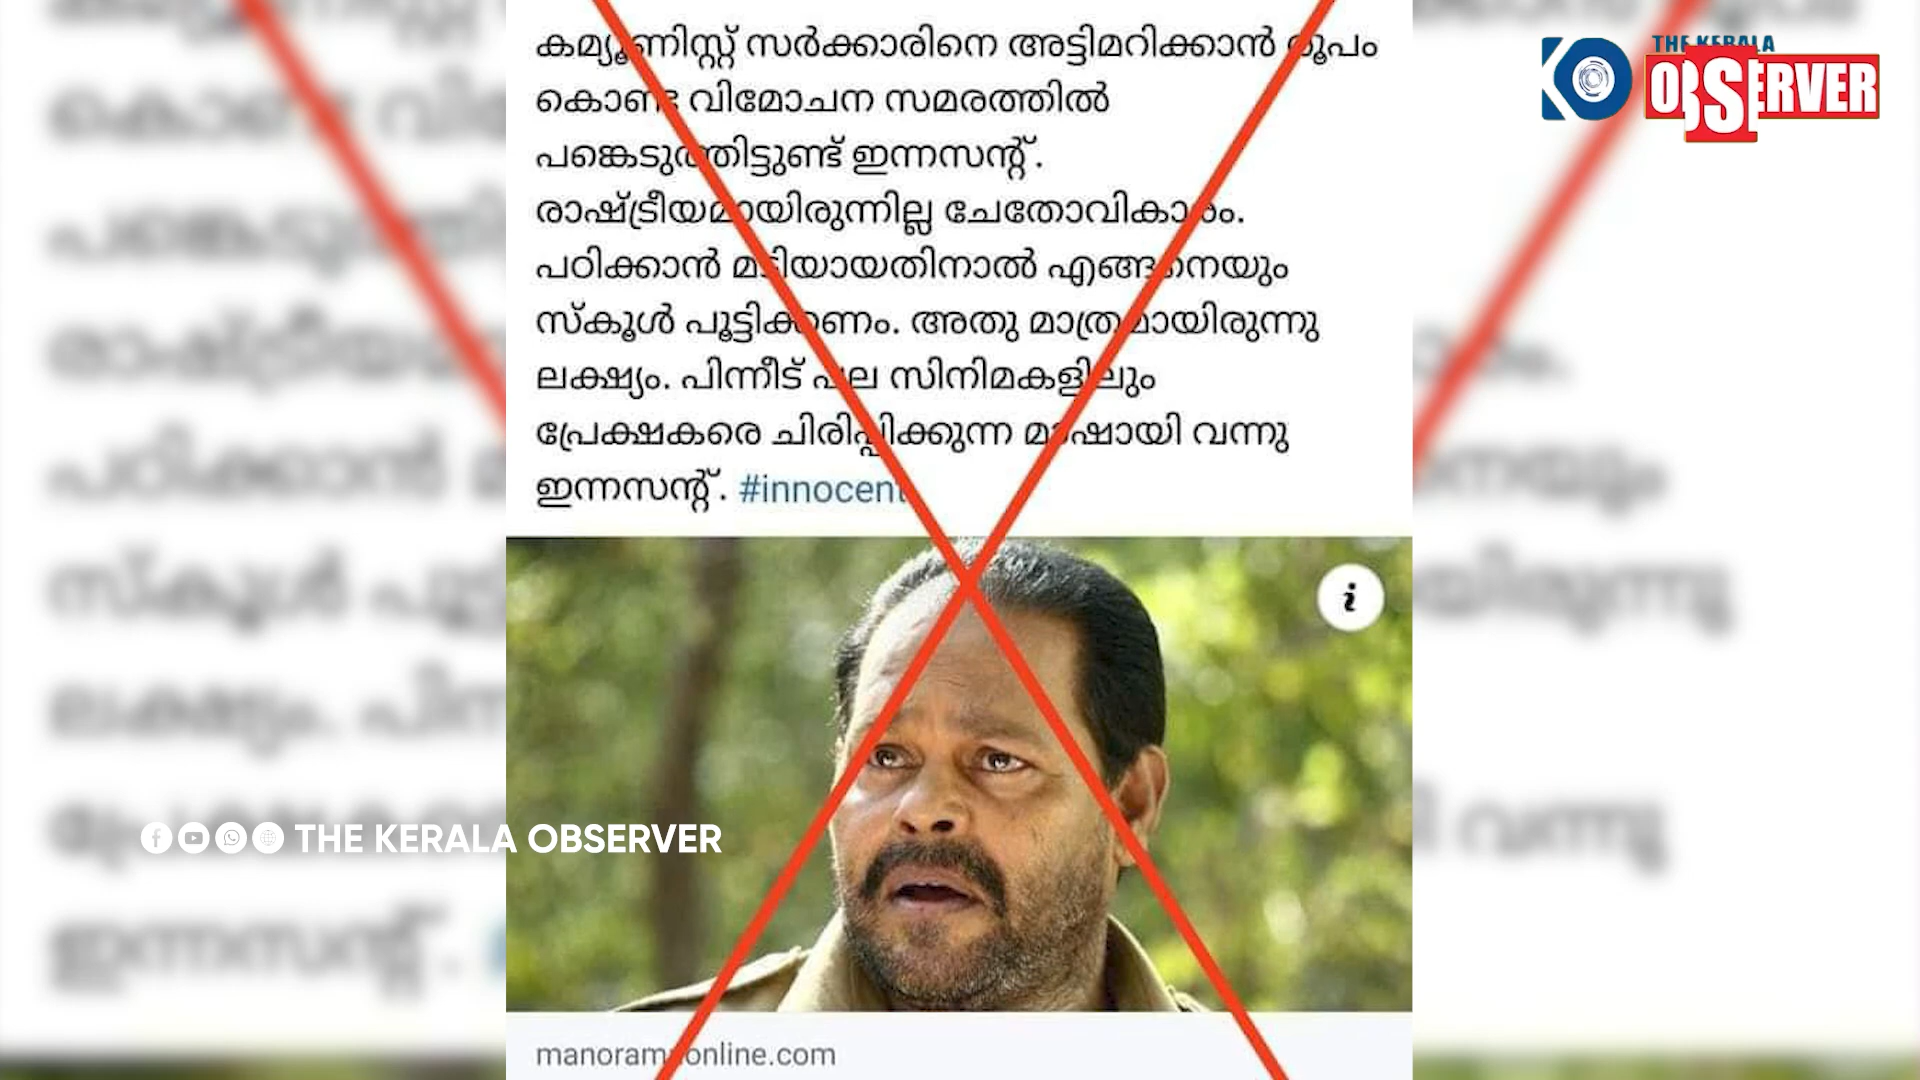 കമ്യൂണിസ്റ്റ് സർക്കാരിനെ അട്ടിമറിക്കാൻ രൂപം
കൊണ്ട വിമോചന സമരത്തിൽ
പങ്കെടുത്തിട്ടുണ്ട് ഇന്നസന്റ്.
രാഷ്ട്രീയമായിരുന്നില്ല ചേതോവികാരം.
പഠിക്കാൻ മടിയായതിനാൽ എങ്ങനെയും
സ്കൂൾ പൂട്ടിക്കണം. അതു മാത്രമായിരുന്നു
ലക്ഷ്യം. പിന്നീട് പല സിനിമകളിലും
പ്രേക്ഷകരെ ചിരിപ്പിക്കുന്ന മാഷായി വന്നു
ഇന്നസന്റ്. #innocent
THE KERALA
OBSERVER
THE KERALA OBSERVER
manoramaonline.com